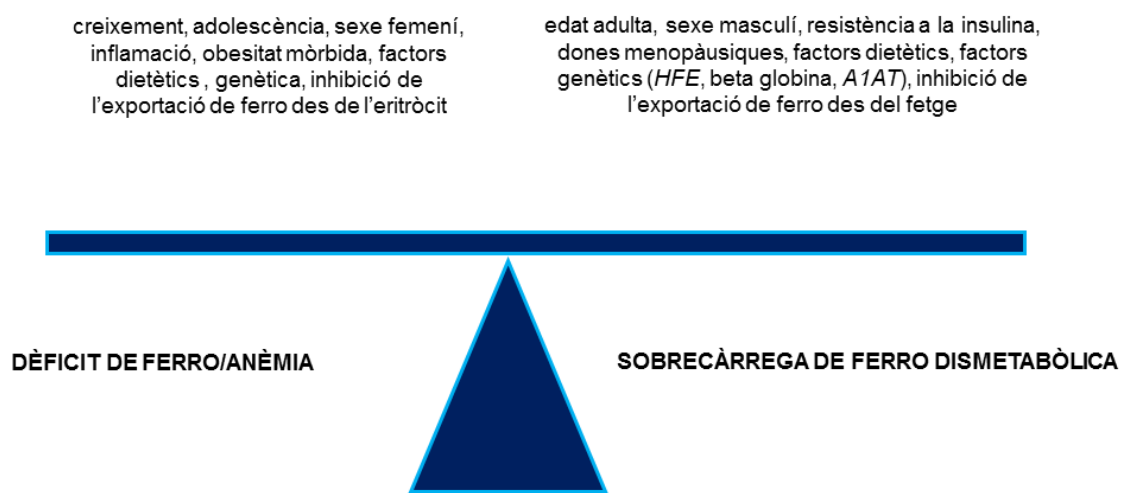 creixement, adolescència, sexe femení,
inflamació, obesitat mòrbida, factors
dietètics , genètica, inhibició de
l'exportació de ferro des de l'eritròcit
edat adulta, sexe masculí, resistència a la insulina,
dones menopàusiques, factors dietètics, factors
genètics (HFE, beta globina, A1AT), inhibició de
l'exportació de ferro des del fetge
DÈFICIT DE FERRO/ANÈMIA
SOBRECÀRREGA DE FERRO DISMETABÒLICA